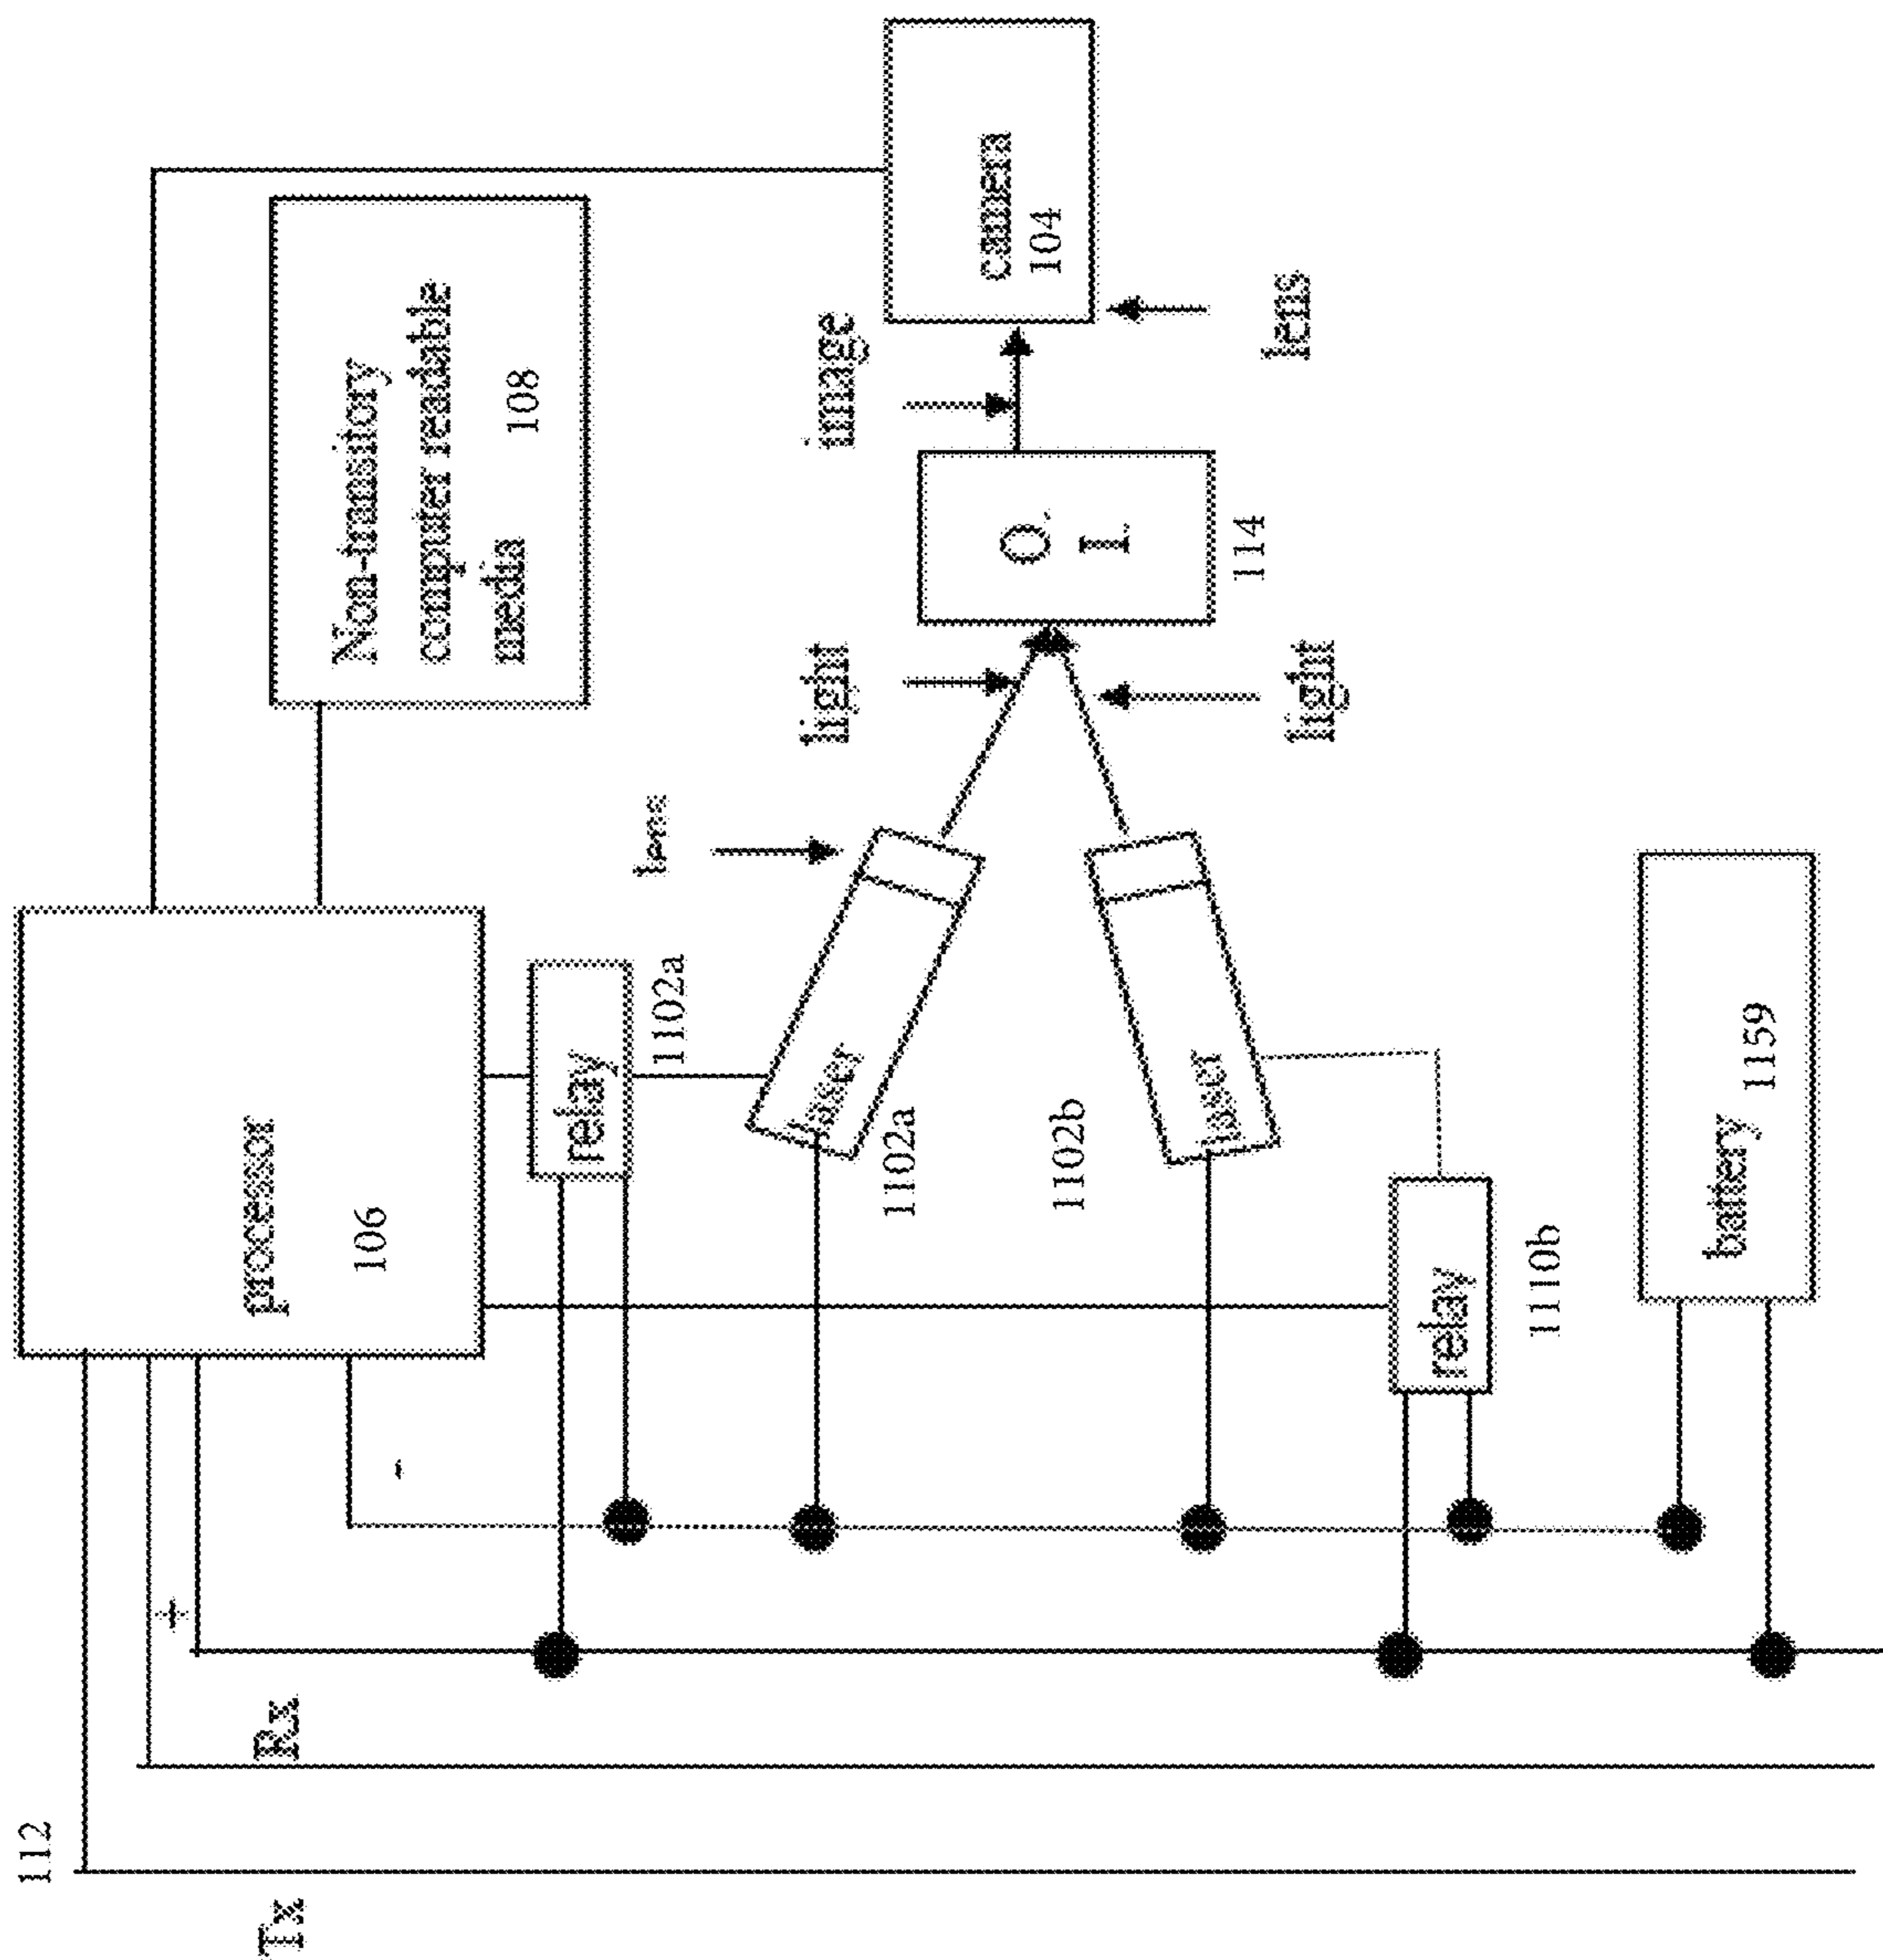 112
+
Tx
Rx
processor
106
-
Non-transitory
computer readable
media
108
relay
1102a
lens
laser
1102a
light
image
camera
104
O.
I.
114
1102b
laser
light
lens
relay
1110b
battery
1159